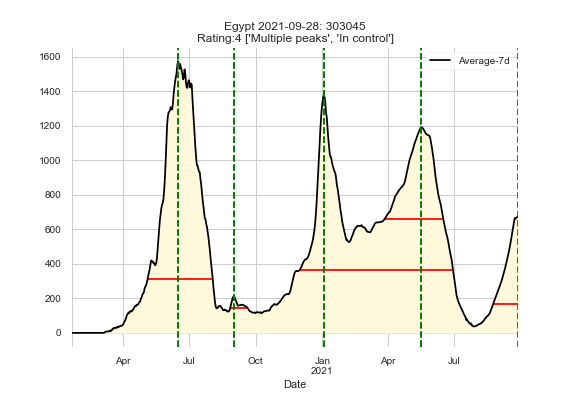 Egypt 2021-09-28: 303045
Rating:4 ['Multiple peaks', 'In control']
Average-7d
1600
1400
1200
1000
800
600
400
200
0
Apr Jul Oct Jan Apr Jul
2021
Date